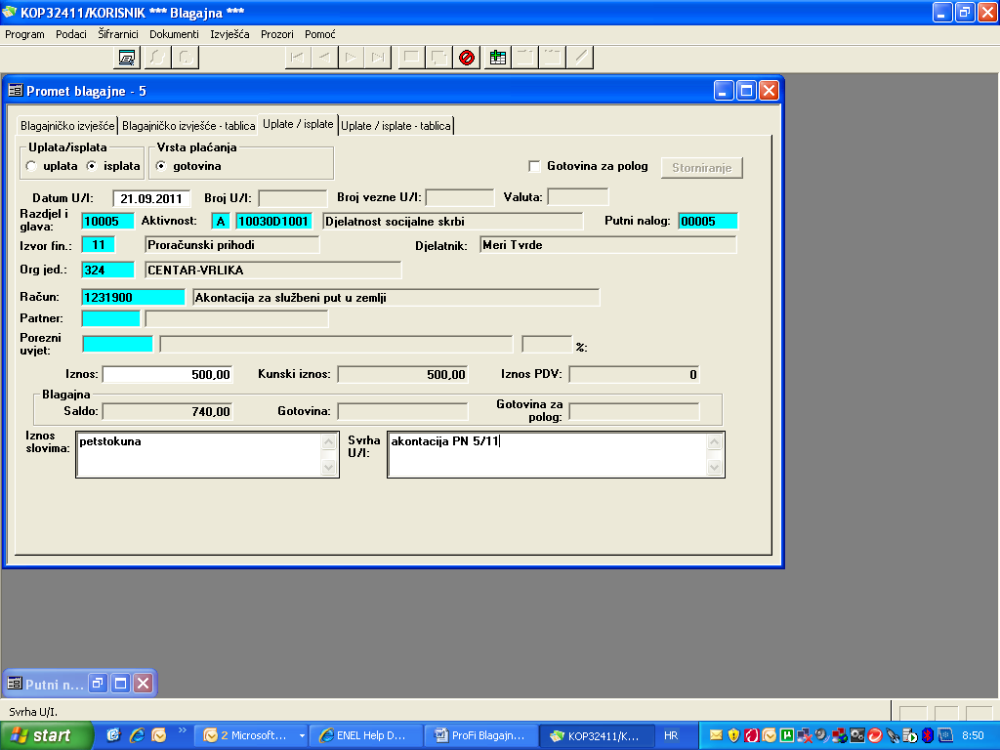 KOP32411/KORISNIK *** Blagajna ***
Program Podaci Šifrarnici Dokumenti Izvješća Prozori Pomoć
Promet blagajne - 5
Blagajničko izvješće Blagajničko izvješće - tablica Uplate / isplate Uplate / isplate - tablica
Uplata/isplata Vrsta plaćanja
uplata isplata gotovina Gotovina za polog Storniranje
Datum U/I: 21.09.2011 Broj U/I: Broj vezne U/I: Valuta:
Razdjel i glava: 10005 Aktivnost: A 10030D1001 Djelatnost socijalne skrbi Putni nalog: 00005
Izvor fin.: 11 Proračunski prihodi Djelatnik: Meri Tvrde
Org jed.: 324 CENTAR-VRLIKA
Račun: 1231900 Akontacija za službeni put u zemlji
Partner:
Porezni uvjet: %:
Iznos: 500,00 Kunski iznos: 500,00 Iznos PDV: 0
Blagajna
Saldo: 740,00 Gotovina: Gotovina za polog:
Iznos slovima: petstokuna Svrha U/I: akontacija PN 5/11
Putni n...
Svrha U/I.
start 2 Microsoft... ENEL Help D... ProFi Blagajn... KOP32411/K... HR 8:50